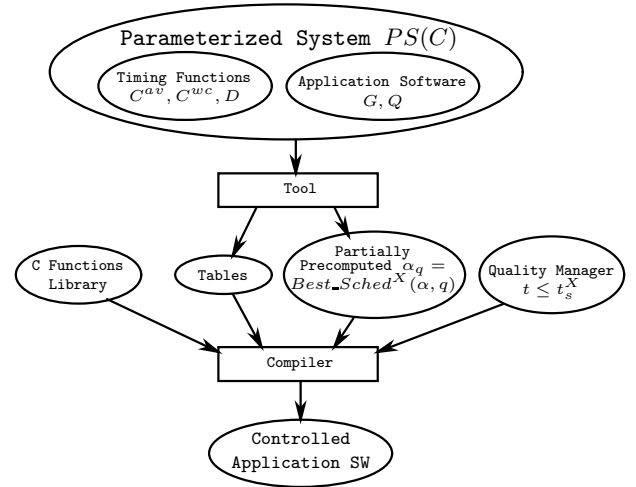 Parameterized System PS(C)
Timing Functions
C^{av}, C^{wc}, D
Application Software
G, Q
Tool
C Functions
Library
Tables
Partially
Precomputed α_q =
Best_Sched^X(α, q)
Quality Manager
t ≤ t_s^X
Compiler
Controlled
Application SW